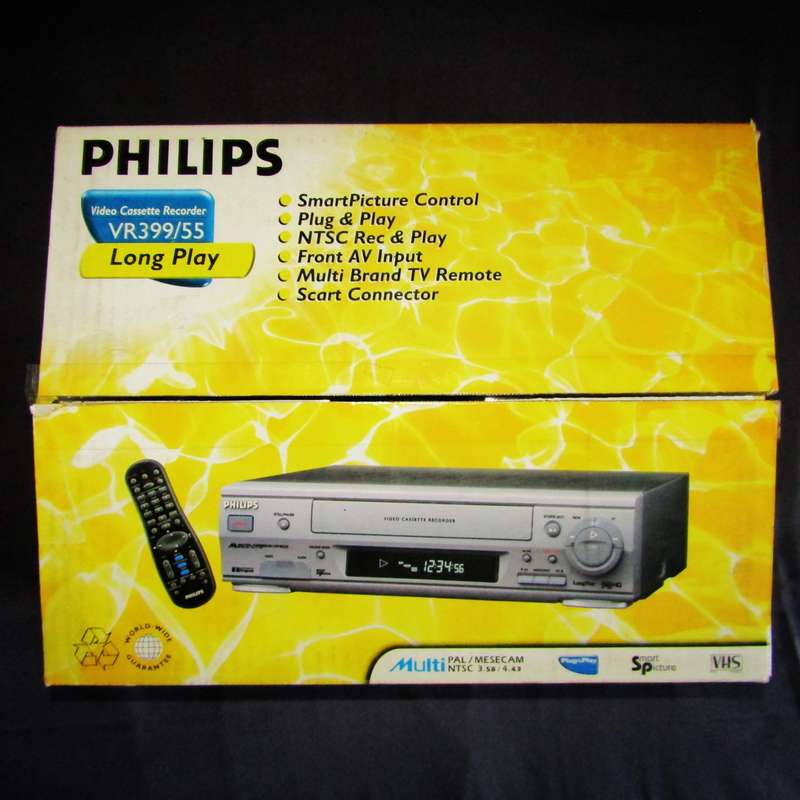 PHILIPS
Video Cassette Recorder
VR399/55
Long Play
SmartPicture Control
Plug & Play
NTSC Rec & Play
Front AV Input
Multi Brand TV Remote
Scart Connector
PHILIPS
VIDEO CASSETTE RECORDER
12:34:56
PHILIPS
WORLD-WIDE
GUARANTEE
Multi PAL/MESECAM
NTSC 3.58/4.43
Plug&Play
Smart
Picture
VHS